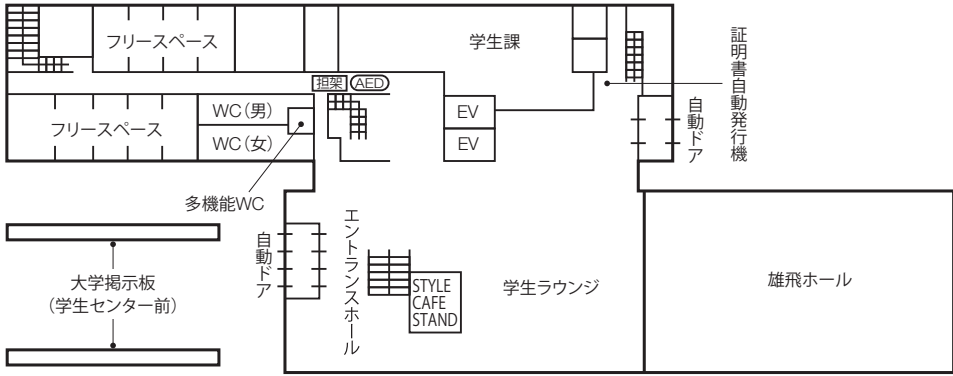 フリースペース
学生課
証明書自動発行機
担架
AED
フリースペース
WC（男）
WC（女）
EV
EV
自動ドア
多機能WC
自動ドア
エントランスホール
大学掲示板
（学生センター前）
STYLE
CAFE
STAND
学生ラウンジ
雄飛ホール